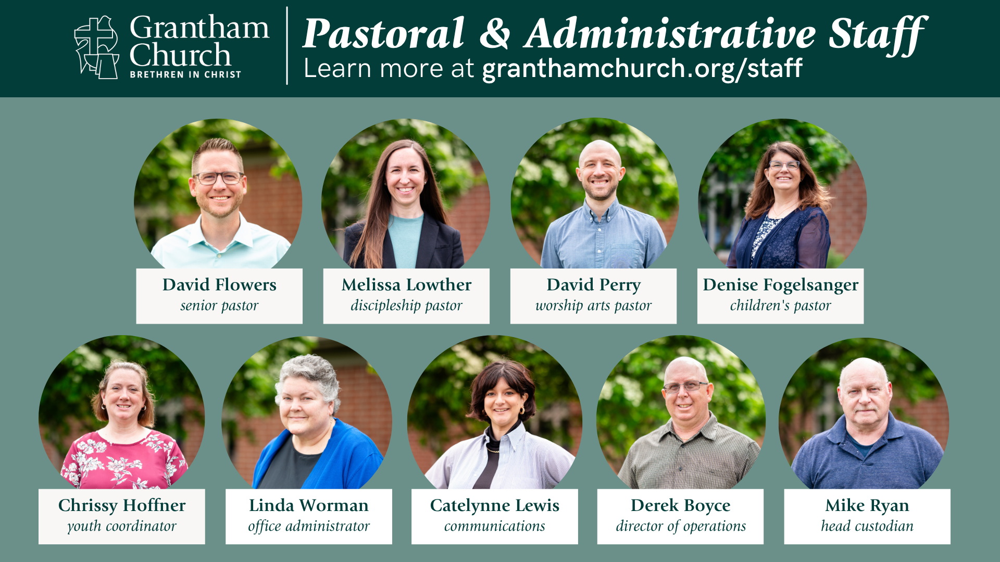 Grantham
Church
BRETHREN IN CHRIST
Pastoral & Administrative Staff
Learn more at granthamchurch.org/staff
David Flowers
senior pastor
Melissa Lowther
discipleship pastor
David Perry
worship arts pastor
Denise Fogelsanger
children's pastor
Chrissy Hoffner
youth coordinator
Linda Worman
office administrator
Catelynne Lewis
communications
Derek Boyce
director of operations
Mike Ryan
head custodian